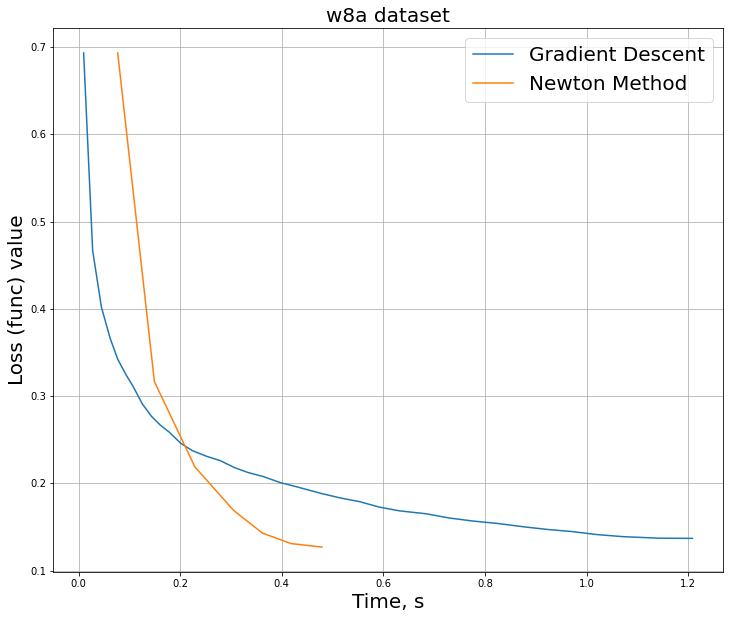 w8a dataset
Gradient Descent
Newton Method
Loss (func) value
0.7
0.6
0.5
0.4
0.3
0.2
0.1
0.0
0.2
0.4
0.6
0.8
1.0
1.2
Time, s